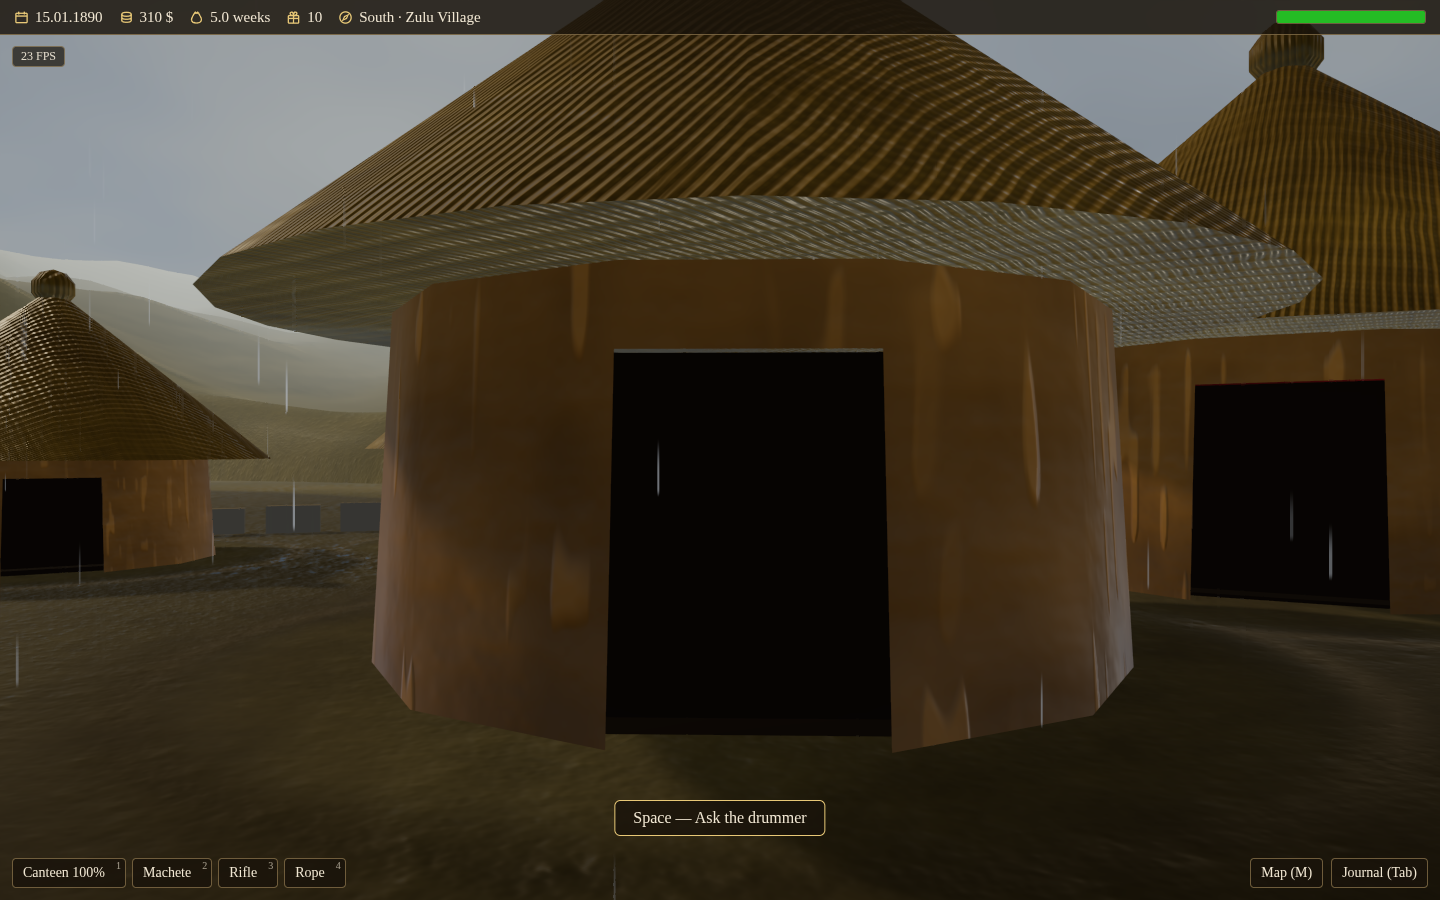 15.01.1890 310 $ 5.0 weeks 10 South · Zulu Village
23 FPS
Space — Ask the drummer
Canteen 100% 1 Machete 2 Rifle 3 Rope 4 Map (M) Journal (Tab)